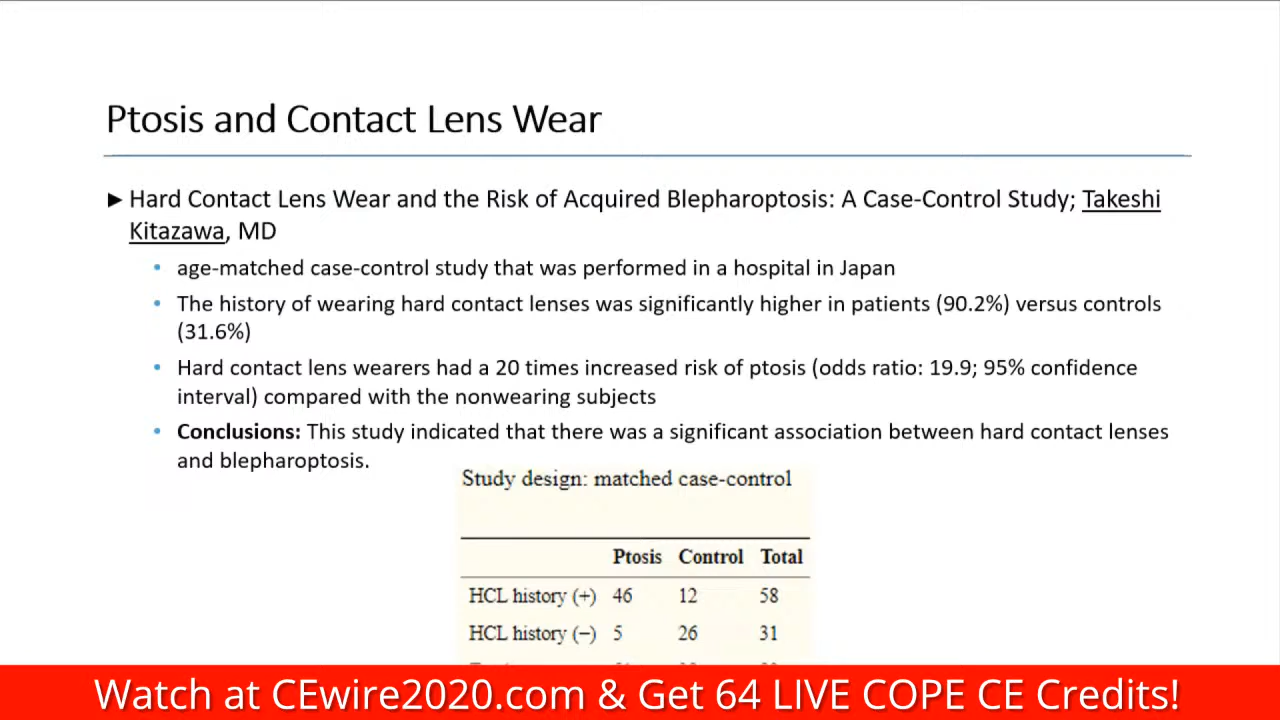 Ptosis and Contact Lens Wear
► Hard Contact Lens Wear and the Risk of Acquired Blepharoptosis: A Case-Control Study; Takeshi
Kitazawa, MD
• age-matched case-control study that was performed in a hospital in Japan
• The history of wearing hard contact lenses was significantly higher in patients (90.2%) versus controls
(31.6%)
• Hard contact lens wearers had a 20 times increased risk of ptosis (odds ratio: 19.9; 95% confidence
interval) compared with the nonwearing subjects
• Conclusions: This study indicated that there was a significant association between hard contact lenses
and blepharoptosis.
Study design: matched case-control
Ptosis Control Total
HCL history (+) 46 12 58
HCL history (−) 5 26 31
Watch at CEwire2020.com & Get 64 LIVE COPE CE Credits!